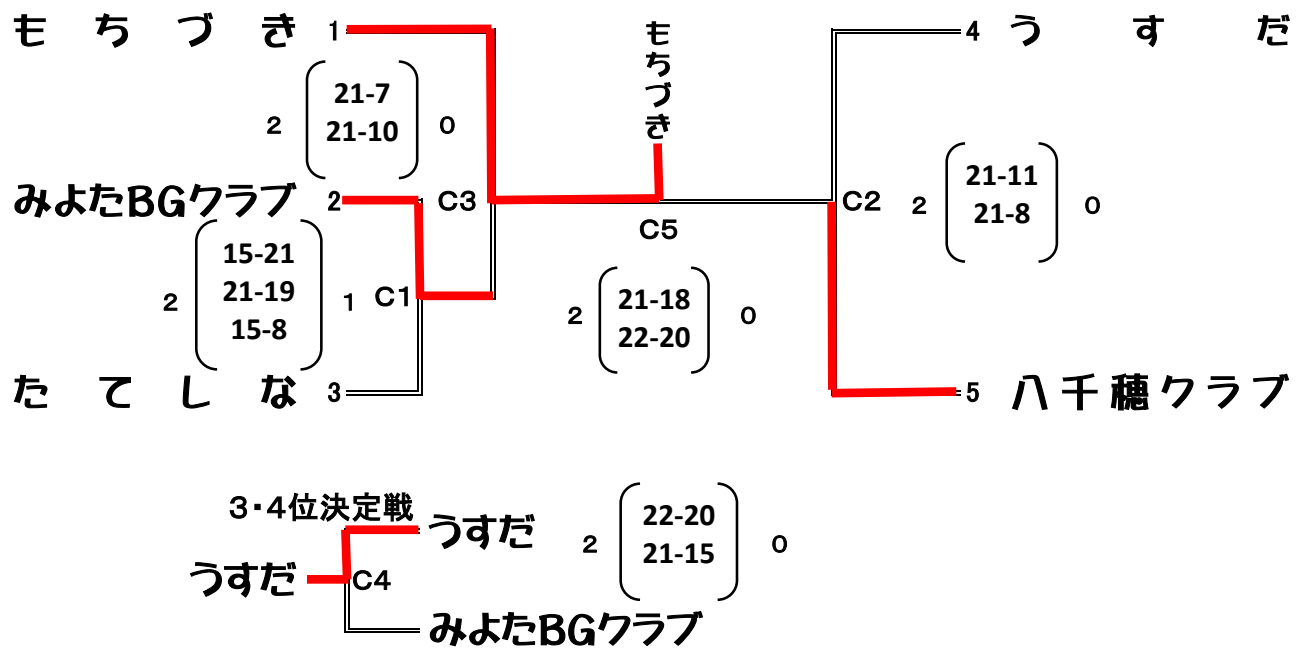 もちづき 1
もちづき
4 うすだ
2 21-7 0
21-10
みよたBGクラブ 2
C3
C2
2 21-11 0
21-8
C5
2 15-21 1
21-19
15-8
C1
2 21-18 0
22-20
たてしな 3
5 八千穂クラブ
3・4位決定戦
うすだ
2 22-20 0
21-15
うすだ
C4
みよたBGクラブ